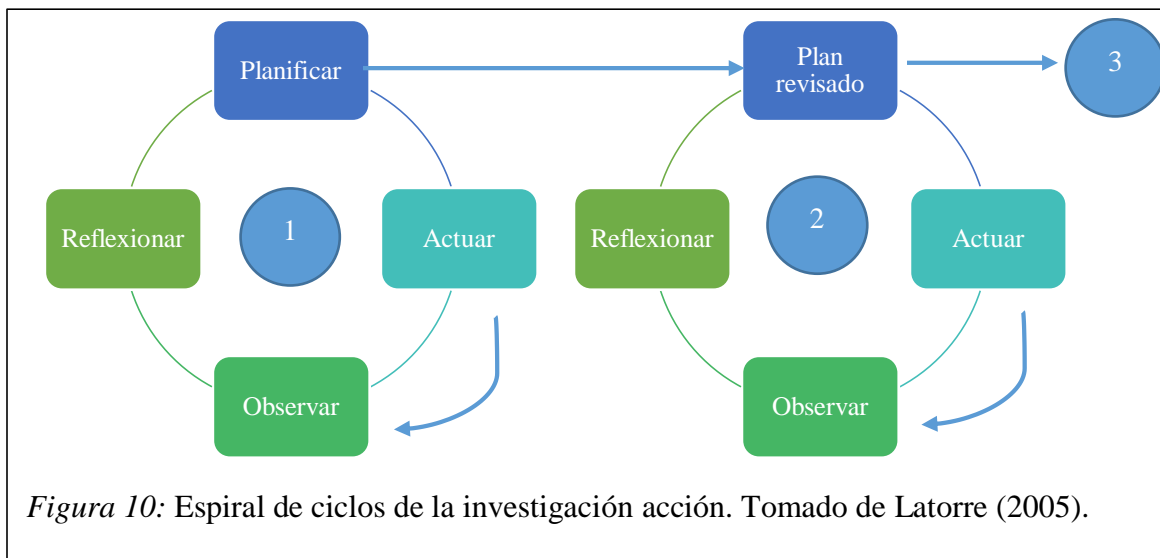 Planificar
Plan
revisado
3
Reflexionar
1
Actuar
Reflexionar
2
Actuar
Observar
Observar
Figura 10: Espiral de ciclos de la investigación acción. Tomado de Latorre (2005).